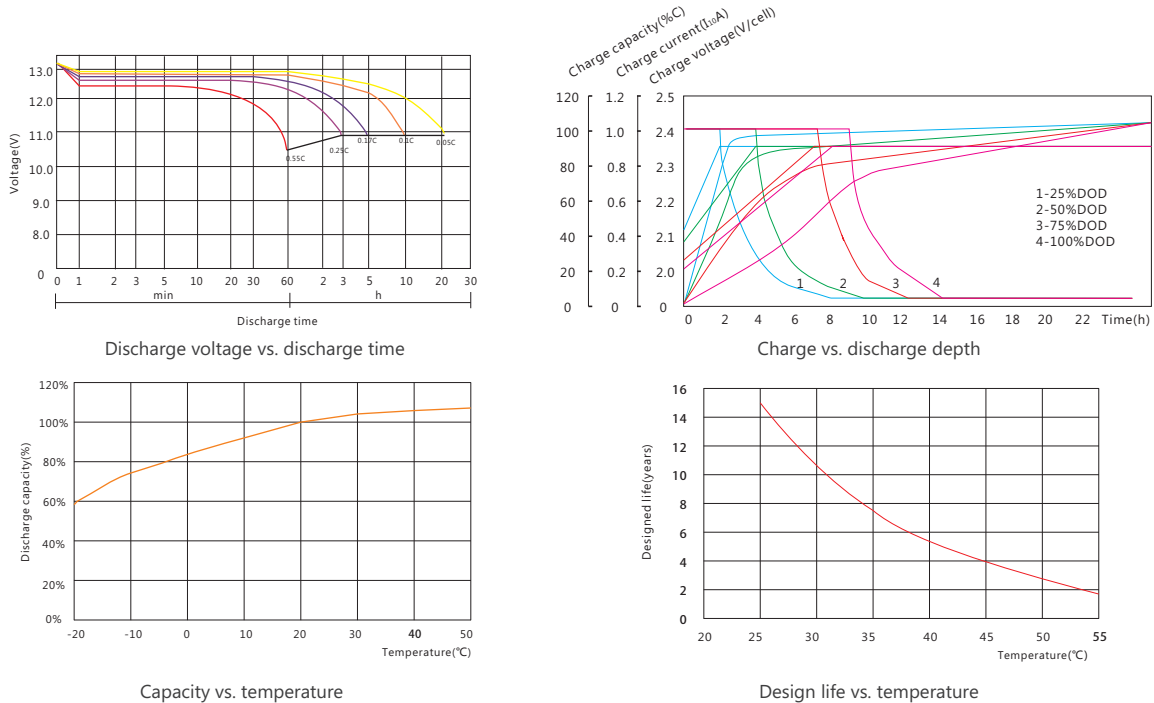 13.0
12.0
11.0
10.0
9.0
8.0
0
Voltage(V)
0.55C
0.25C
0.17C
0.1C
0.05C
0 1 2 3 5 10 20 30 60 2 3 5 10 20 30
min h
Discharge time
Discharge voltage vs. discharge time
Charge capacity(%C)
Charge current(I₁₀A)
Charge voltage(V/cell)
120 1.2 2.5
100 1.0 2.4
80 0.8 2.3
60 0.6 2.2
40 0.4 2.1
20 0.2 2.0
0 0 0
1-25%DOD
2-50%DOD
3-75%DOD
4-100%DOD
1 2 3 4
0 2 4 6 8 10 12 14 16 18 20 22 Time(h)
Charge vs. discharge depth
120%
100%
80%
60%
40%
20%
0%
Discharge capacity(%)
-20 -10 0 10 20 30 40 50
Temperature(℃)
Capacity vs. temperature
16
14
12
10
8
6
4
2
0
Designed life(years)
20 25 30 35 40 45 50 55
Temperature(℃)
Design life vs. temperature